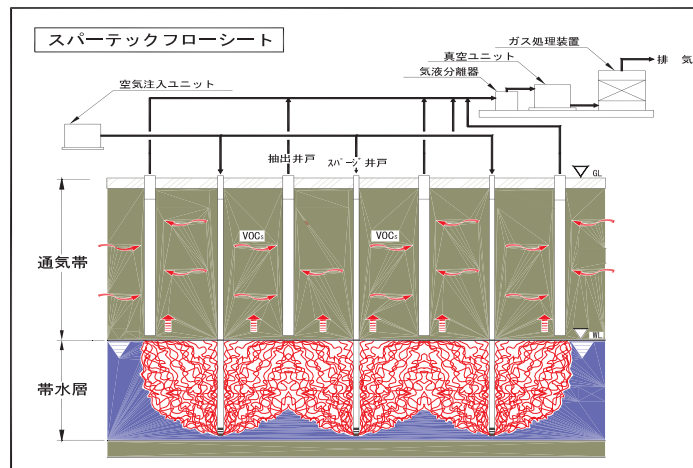 スパーテックフローシート
ガス処理装置
排 気
真空ユニット
気液分離器
空気注入ユニット
抽出井戸
スパージ井戸
GL
VOCs
VOCs
通気帯
WL
帯水層